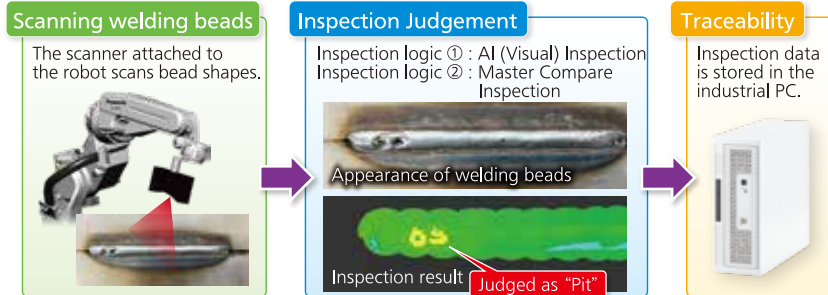 Scanning welding beads
The scanner attached to
the robot scans bead shapes.
Inspection Judgement
Inspection logic ① : AI (Visual) Inspection
Inspection logic ② : Master Compare
Inspection
Appearance of welding beads
Inspection result
Judged as “Pit”
Traceability
Inspection data
is stored in the
industrial PC.